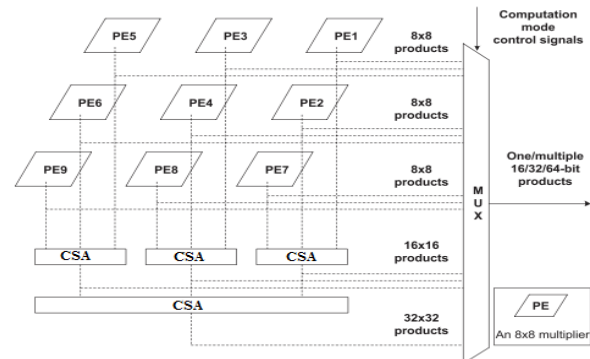 PE5
PE3
PE1
8x8
products
Computation
mode
control signals
PE6
PE4
PE2
8x8
products
PE9
PE8
PE7
8x8
products
One/multiple
16/32/64-bit
products
M
U
X
CSA
CSA
CSA
16x16
products
CSA
32x32
products
PE
An 8x8 multiplier